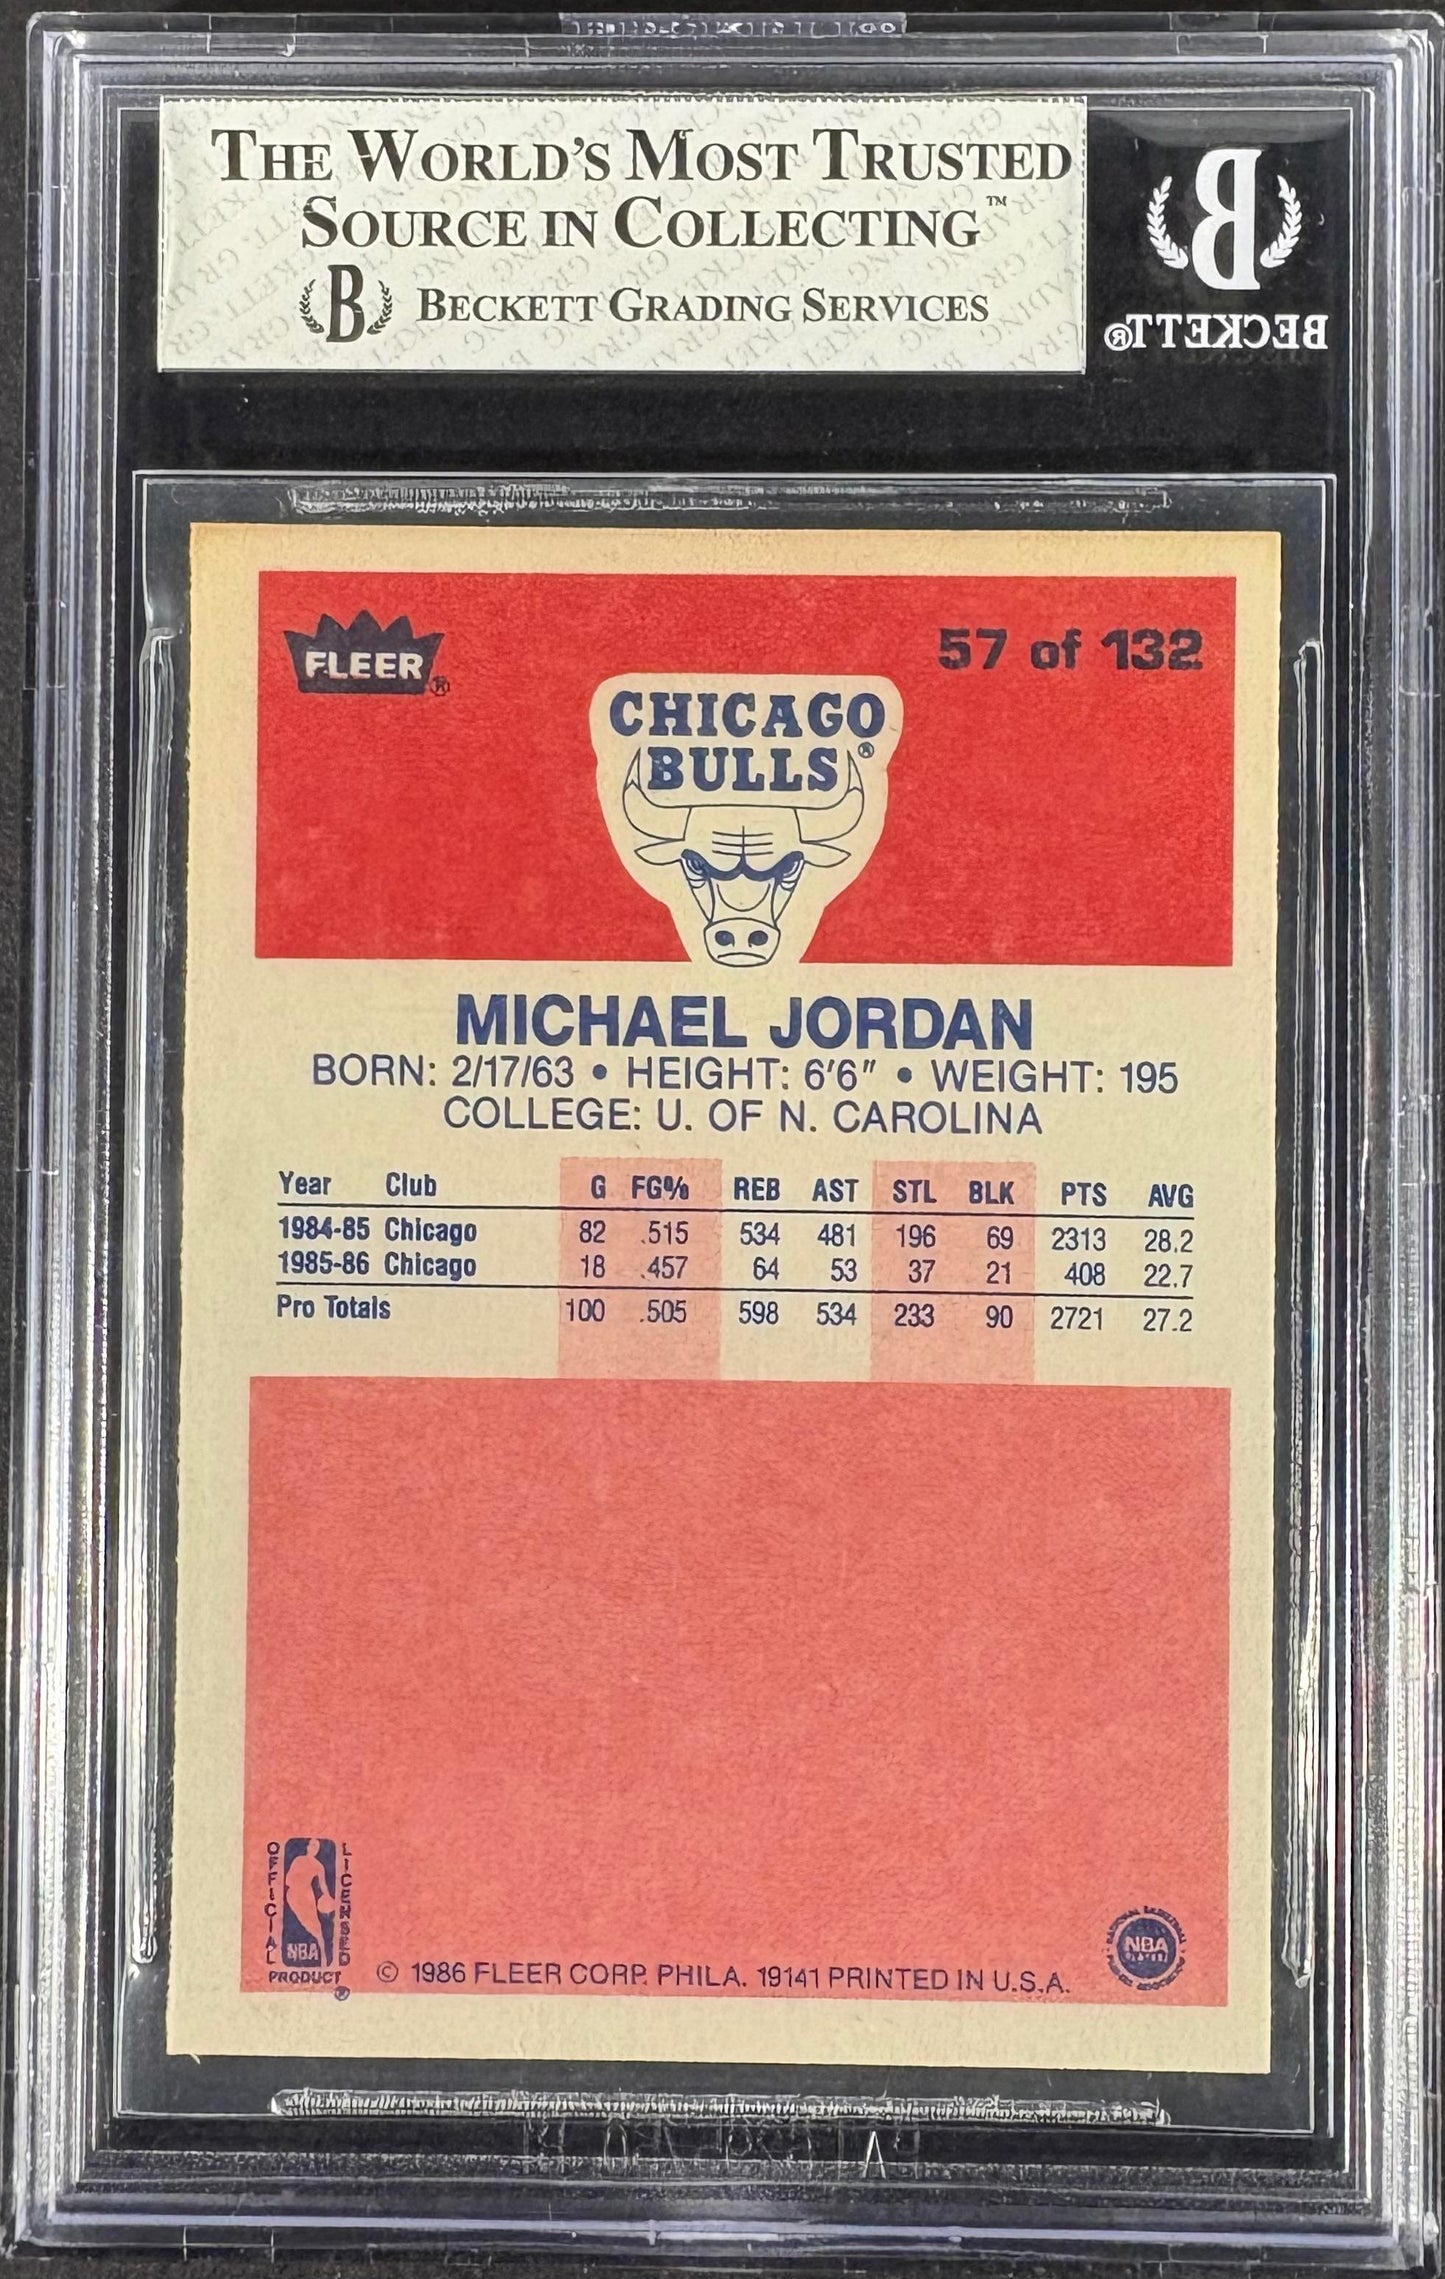 THE WORLD'S MOST TRUSTED
SOURCE IN COLLECTING™
B BECKETT GRADING SERVICES
B
BECKETT®
FLEER®
57 of 132
CHICAGO
BULLS®
MICHAEL JORDAN
BORN: 2/17/63 • HEIGHT: 6'6" • WEIGHT: 195
COLLEGE: U. OF N. CAROLINA
Year Club G FG% REB AST STL BLK PTS AVG
1984-85 Chicago 82 .515 534 481 196 69 2313 28.2
1985-86 Chicago 18 .457 64 53 37 21 408 22.7
Pro Totals 100 .505 598 534 233 90 2721 27.2
OFFICIAL
NBA
LICENSED
PRODUCT®
© 1986 FLEER CORP. PHILA. 19141 PRINTED IN U.S.A.
NBA
PLAYERS